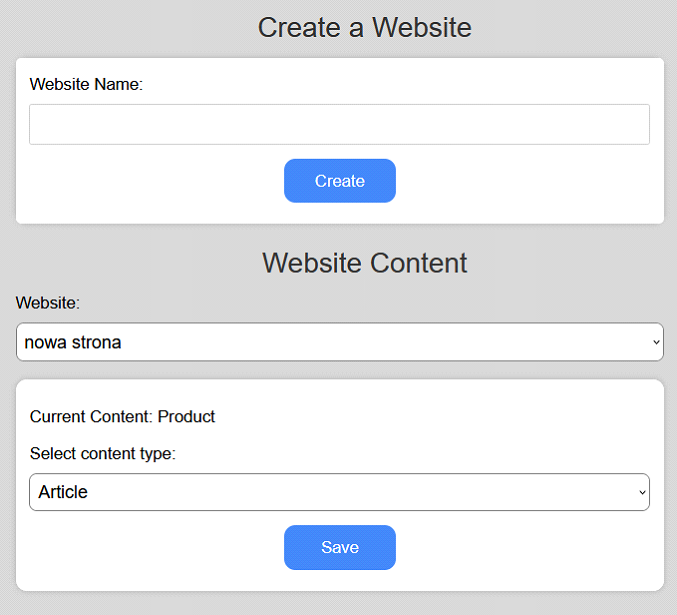 Create a Website
Website Name:
Create
Website Content
Website:
nowa strona
Current Content: Product
Select content type:
Article
Save